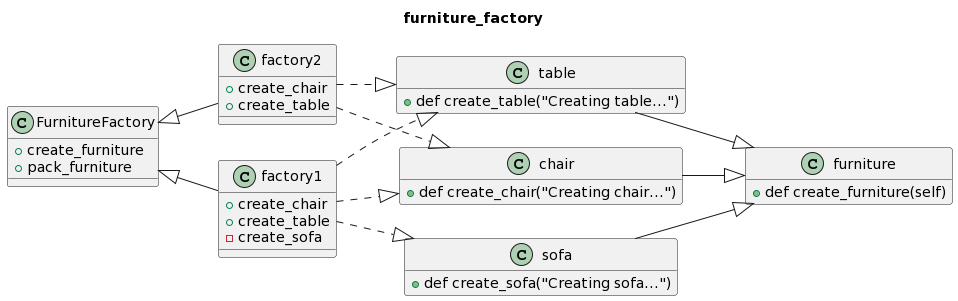 furniture_factory
C FurnitureFactory
create_furniture
pack_furniture
C factory2
create_chair
create_table
C factory1
create_chair
create_table
create_sofa
C table
def create_table("Creating table...")
C chair
def create_chair("Creating chair...")
C sofa
def create_sofa("Creating sofa...")
C furniture
def create_furniture(self)